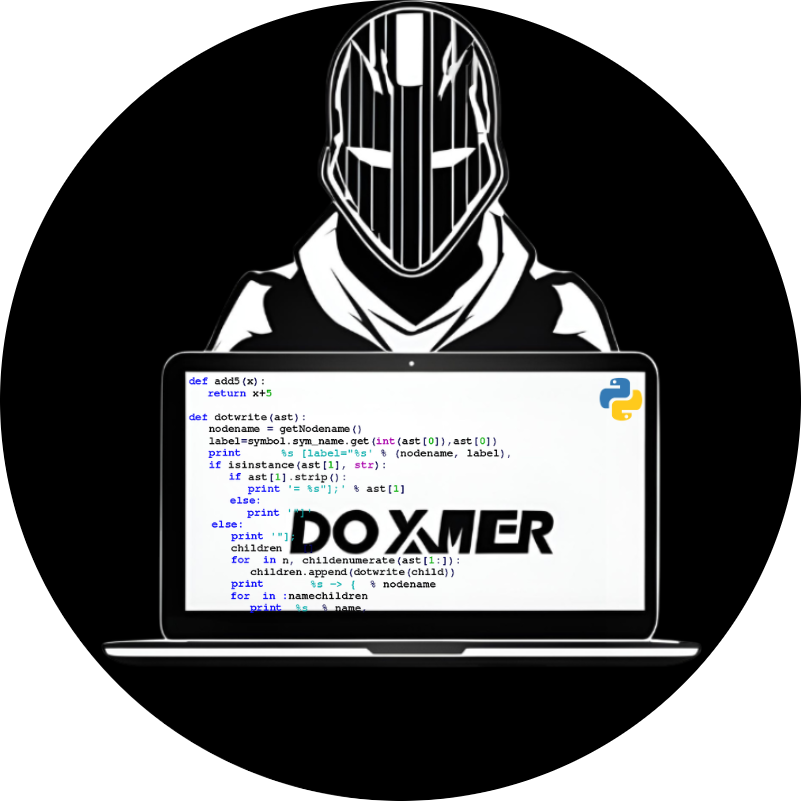 def add5(x):
return x+5
def dotwrite(ast):
nodename = getNodename()
label=symbol.sym_name.get(int(ast[0]),ast[0])
print %s [label="%s' % (nodename, label),
if isinstance(ast[1], str):
if ast[1].strip():
print '= %s"];' % ast[1]
else:
print '"]
else:
print '"];
DOXMER
children
for in n, childenumerate(ast[1:]):
children.append(dotwrite(child))
print %s -> { % nodename
for in :namechildren
print %s % name,